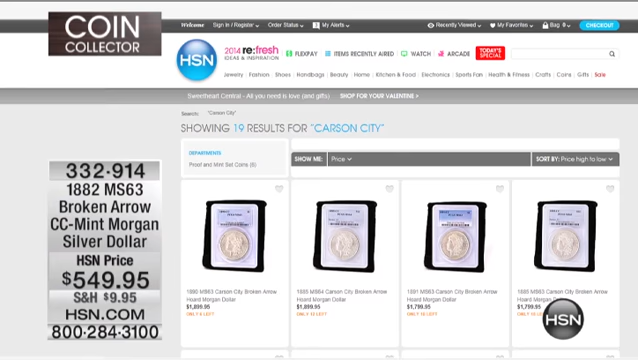 COIN
COLLECTOR
Welcome Sign In / Register Order Status My Alerts Recently Viewed My Favorites Bag 0 CHECKOUT
HSN
2014 re:fresh
IDEAS & INSPIRATION
FLEXPAY ITEMS RECENTLY AIRED WATCH ARCADE TODAY'S SPECIAL
Jewelry Fashion Shoes Handbags Beauty Home Kitchen & Food Electronics Sports Fan Health & Fitness Crafts Coins Gifts Sale
Sweetheart Central - All you need is love (and gifts) SHOP FOR YOUR VALENTINE >
Search: "Carson City"
SHOWING 19 RESULTS FOR "CARSON CITY"
DEPARTMENTS
Proof and Mint Set Coins (8)
SHOW ME: Price SORT BY: Price high to low
332-914
1882 MS63
Broken Arrow
CC-Mint Morgan
Silver Dollar
HSN Price
$549.95
S&H $9.95
HSN.COM
800-284-3100
1890 MS63 Carson City Broken Arrow
Hoard Morgan Dollar
$1,899.95
1885 MS64 Carson City Broken Arrow
Hoard Morgan Dollar
$1,899.95
1891 MS63 Carson City Broken Arrow
Hoard Morgan Dollar
$1,799.95
1885 MS63 Carson City Broken Arrow
Hoard Morgan
$1,799.95
HSN